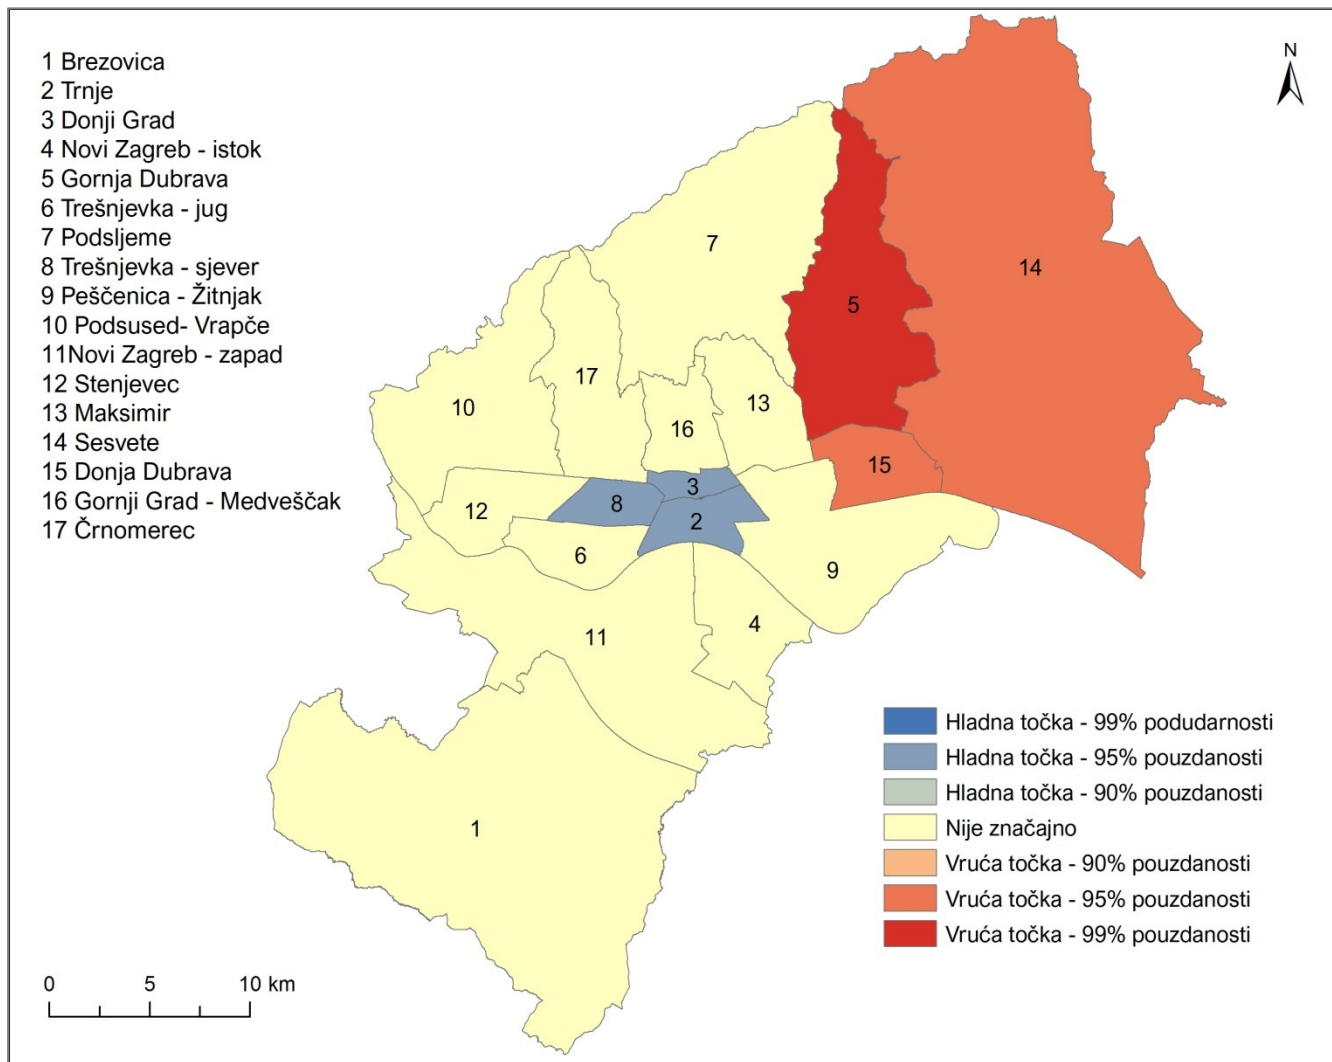 1 Brezovica
2 Trnje
3 Donji Grad
4 Novi Zagreb - istok
5 Gornja Dubrava
6 Trešnjevka - jug
7 Podsljeme
8 Trešnjevka - sjever
9 Peščenica - Žitnjak
10 Podsused- Vrapče
11Novi Zagreb - zapad
12 Stenjevec
13 Maksimir
14 Sesvete
15 Donja Dubrava
16 Gornji Grad - Medveščak
17 Črnomerec
N
7
14
5
17
13
10
16
15
3
8
2
12
6
9
4
11
1
Hladna točka - 99% podudarnosti
Hladna točka - 95% pouzdanosti
Hladna točka - 90% pouzdanosti
Nije značajno
Vruća točka - 90% pouzdanosti
Vruća točka - 95% pouzdanosti
Vruća točka - 99% pouzdanosti
0 5 10 km